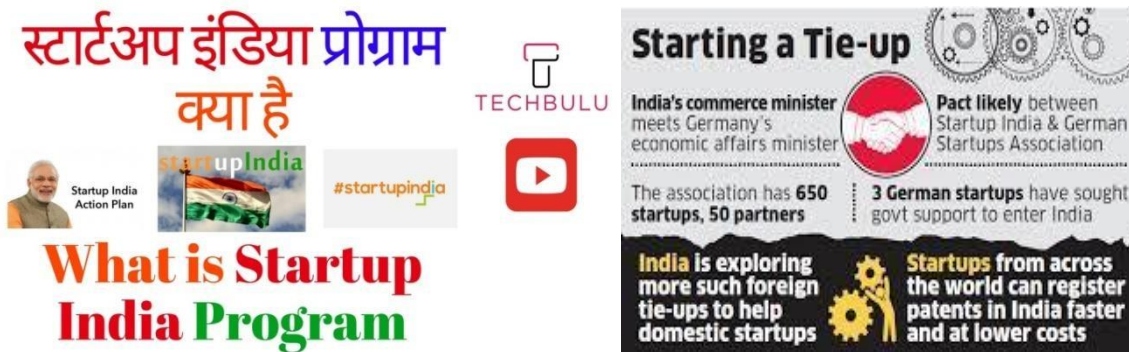 स्टार्टअप इंडिया प्रोग्राम
क्या है
TECHBULU
Startup India
Action Plan
startupIndia
#startupindia
What is Startup
India Program
Starting a Tie-up
India's commerce minister
meets Germany's
economic affairs minister
Pact likely between
Startup India & German
Startups Association
The association has 650
startups, 50 partners
3 German startups have sought
govt support to enter India
India is exploring
more such foreign
tie-ups to help
domestic startups
Startups from across
the world can register
patents in India faster
and at lower costs